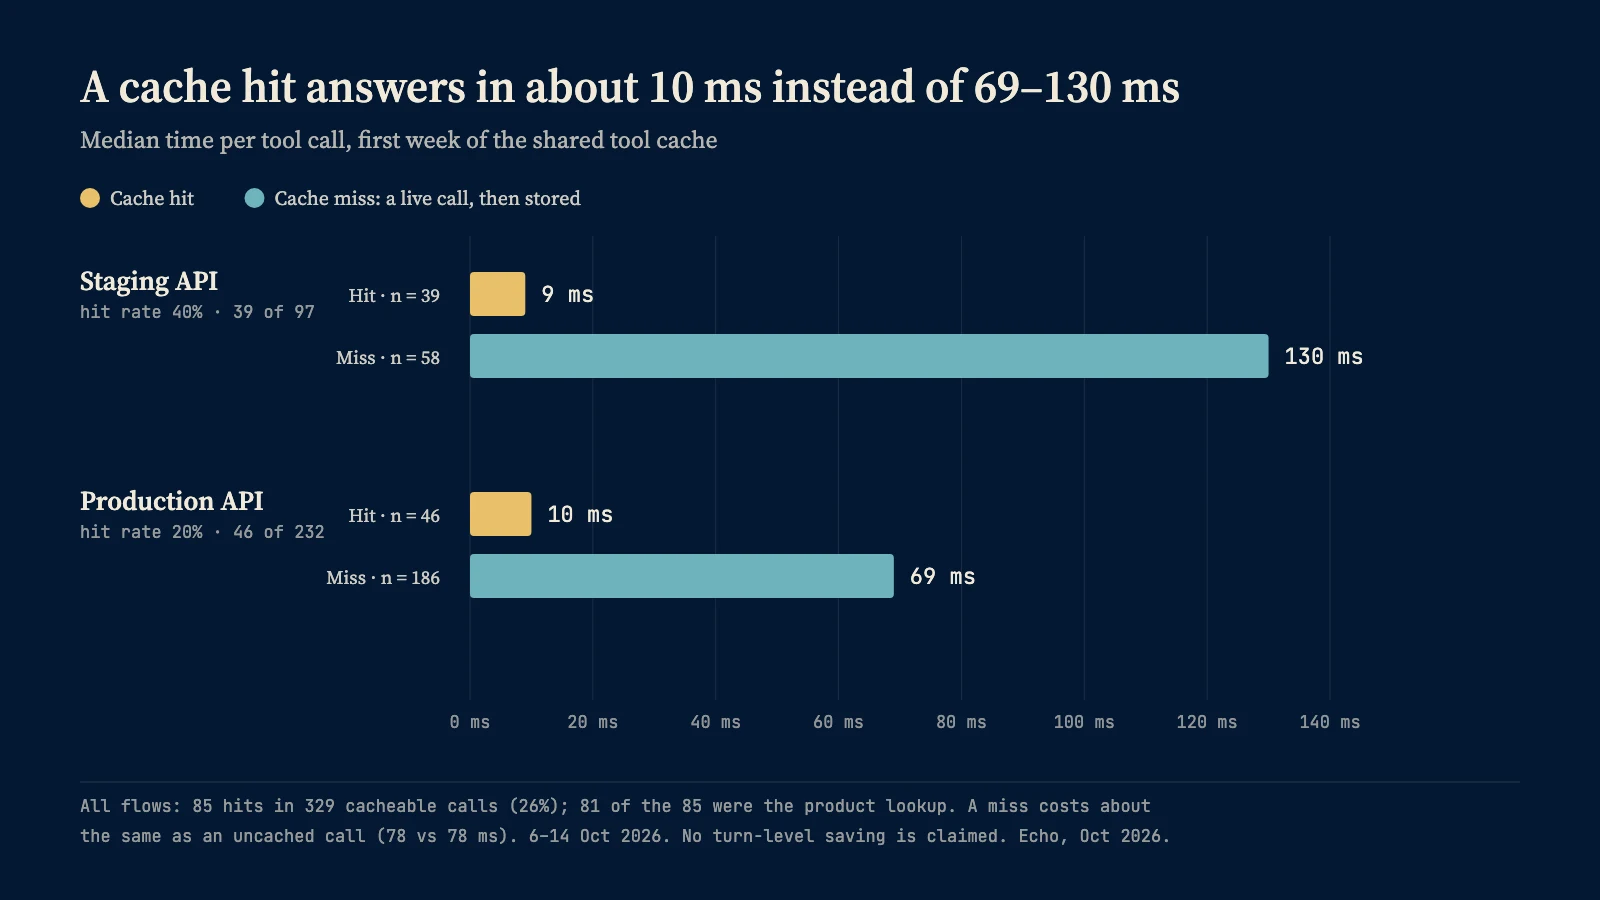 A cache hit answers in about 10 ms instead of 69–130 ms
Median time per tool call, first week of the shared tool cache
Cache hit
Cache miss: a live call, then stored
Staging API
hit rate 40% · 39 of 97
Hit · n = 39
9 ms
Miss · n = 58
130 ms
Production API
hit rate 20% · 46 of 232
Hit · n = 46
10 ms
Miss · n = 186
69 ms
0 ms 20 ms 40 ms 60 ms 80 ms 100 ms 120 ms 140 ms
All flows: 85 hits in 329 cacheable calls (26%); 81 of the 85 were the product lookup. A miss costs about
the same as an uncached call (78 vs 78 ms). 6–14 Oct 2026. No turn-level saving is claimed. Echo, Oct 2026.